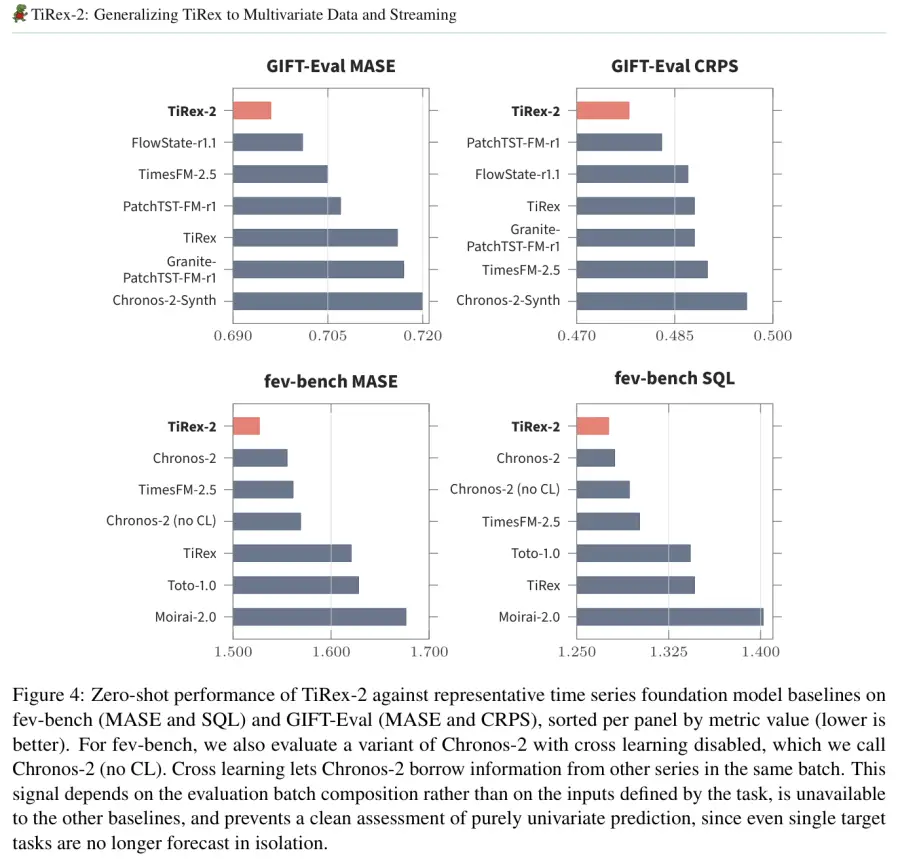 TiRex-2: Generalizing TiRex to Multivariate Data and Streaming
GIFT-Eval MASE
TiRex-2
FlowState-r1.1
TimesFM-2.5
PatchTST-FM-r1
TiRex
Granite-
PatchTST-FM-r1
Chronos-2-Synth
0.690 0.705 0.720
GIFT-Eval CRPS
TiRex-2
PatchTST-FM-r1
FlowState-r1.1
TiRex
Granite-
PatchTST-FM-r1
TimesFM-2.5
Chronos-2-Synth
0.470 0.485 0.500
fev-bench MASE
TiRex-2
Chronos-2
TimesFM-2.5
Chronos-2 (no CL)
TiRex
Toto-1.0
Moirai-2.0
1.500 1.600 1.700
fev-bench SQL
TiRex-2
Chronos-2
Chronos-2 (no CL)
TimesFM-2.5
Toto-1.0
TiRex
Moirai-2.0
1.250 1.325 1.400
Figure 4: Zero-shot performance of TiRex-2 against representative time series foundation model baselines on
fev-bench (MASE and SQL) and GIFT-Eval (MASE and CRPS), sorted per panel by metric value (lower is
better). For fev-bench, we also evaluate a variant of Chronos-2 with cross learning disabled, which we call
Chronos-2 (no CL). Cross learning lets Chronos-2 borrow information from other series in the same batch. This
signal depends on the evaluation batch composition rather than on the inputs defined by the task, is unavailable
to the other baselines, and prevents a clean assessment of purely univariate prediction, since even single target
tasks are no longer forecast in isolation.